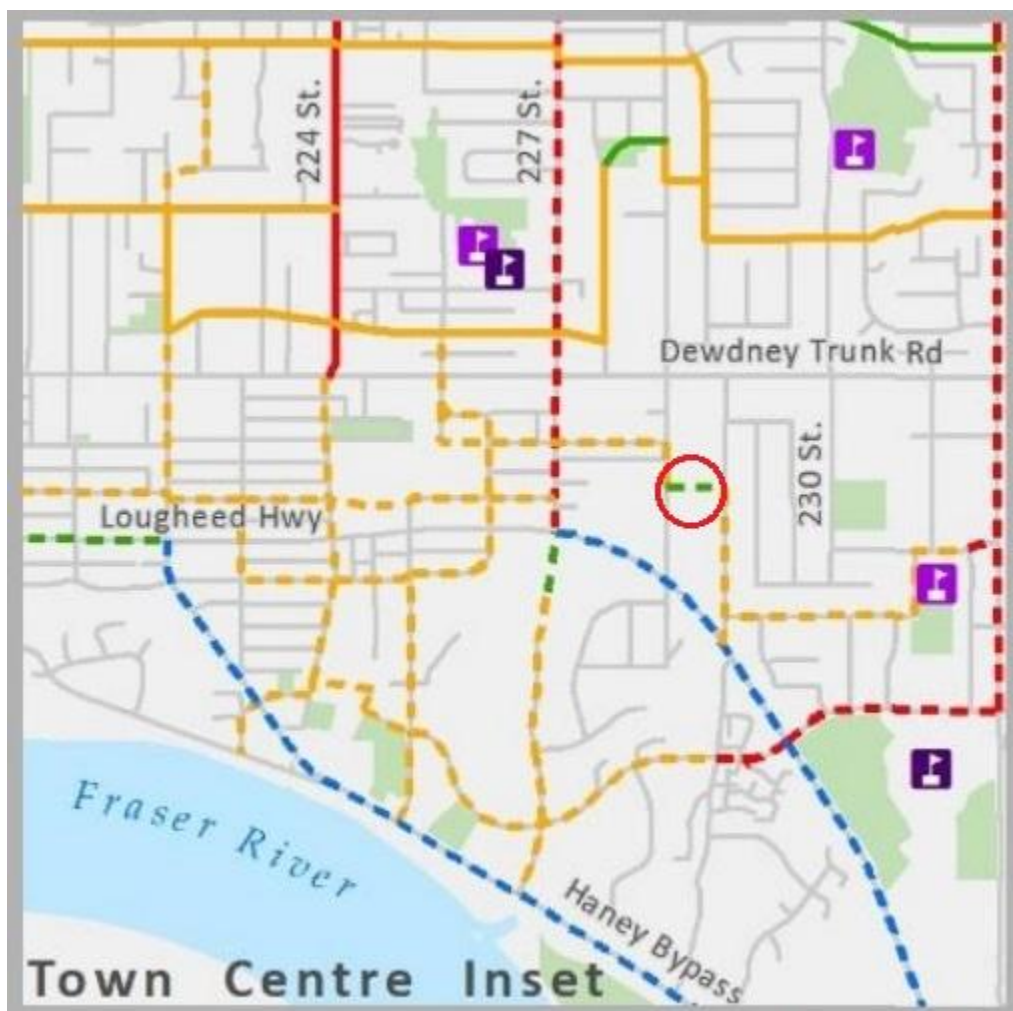 224 St.
227 St.
Dewdney Trunk Rd
230 St.
Lougheed Hwy
Fraser River
Haney Bypass
Town Centre Inset